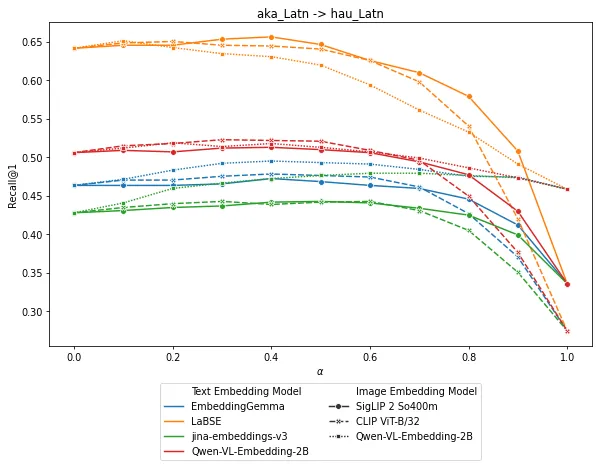 aka_Latn -> hau_Latn
Recall@1
0.65
0.60
0.55
0.50
0.45
0.40
0.35
0.30
0.0 0.2 0.4 0.6 0.8 1.0
α
Text Embedding Model
EmbeddingGemma
LaBSE
jina-embeddings-v3
Qwen-VL-Embedding-2B
Image Embedding Model
SigLIP 2 So400m
CLIP ViT-B/32
Qwen-VL-Embedding-2B